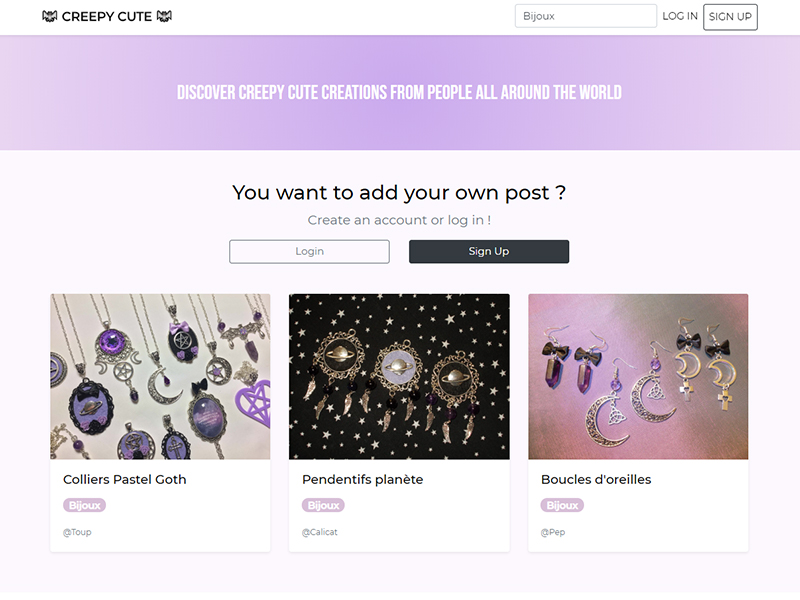 CREEPY CUTE
Bijoux
LOG IN
SIGN UP
DISCOVER CREEPY CUTE CREATIONS FROM PEOPLE ALL AROUND THE WORLD
You want to add your own post ?
Create an account or log in !
Login
Sign Up
Colliers Pastel Goth
Bijoux
@Toup
Pendentifs planète
Bijoux
@Calicat
Boucles d'oreilles
Bijoux
@Pep